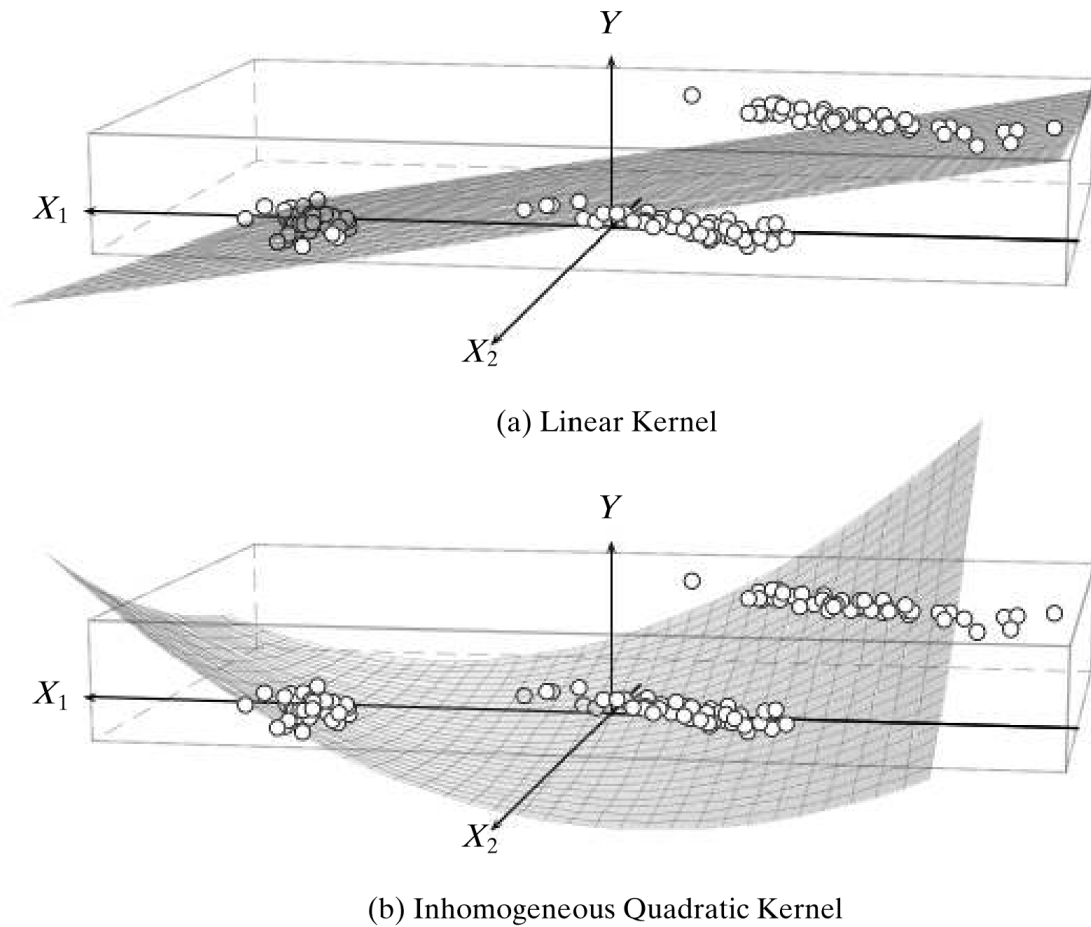 Y
X₁
X₂
(a) Linear Kernel
Y
X₁
X₂
(b) Inhomogeneous Quadratic Kernel